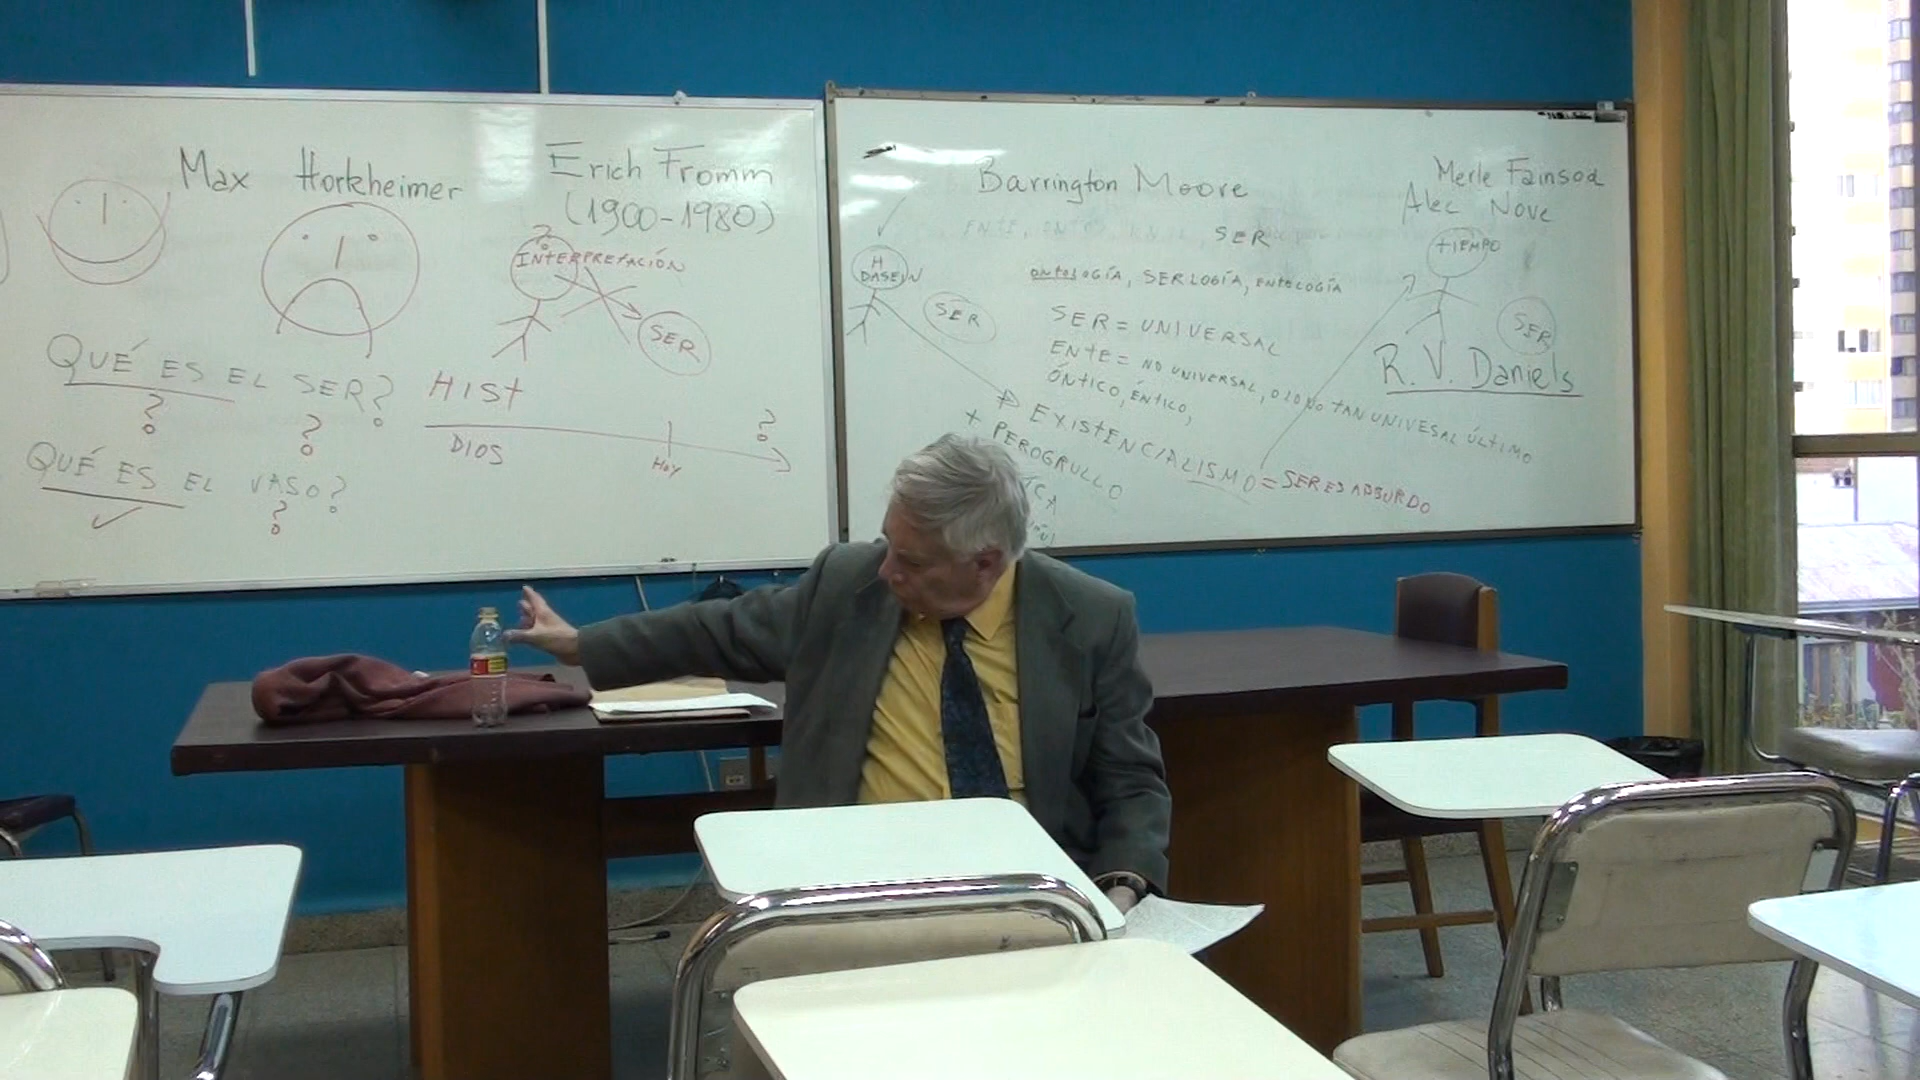 Max Horkheimer
Erich Fromm
(1900-1980)
?
INTERPRETACIÓN
SER
QUÉ ES EL SER?
?
?
HIST
DIOS
HOY
?
QUÉ ES EL VASO?
?
Barrington Moore
Merle Fainsod
Alec Nove
SER
TIEMPO
H
DASEIN
ONTOLOGÍA, SERLOGÍA, ENTOLOGÍA
SER
SER = UNIVERSAL
SER
ENTE = NO UNIVERSAL, O LO NO TAN UNIVESAL ÚLTIMO
R. V. Daniels
ÓNTICO, ÉNTICO,
EXISTENCIALISMO = SER ES ABSURDO
+ PEROGRULLO